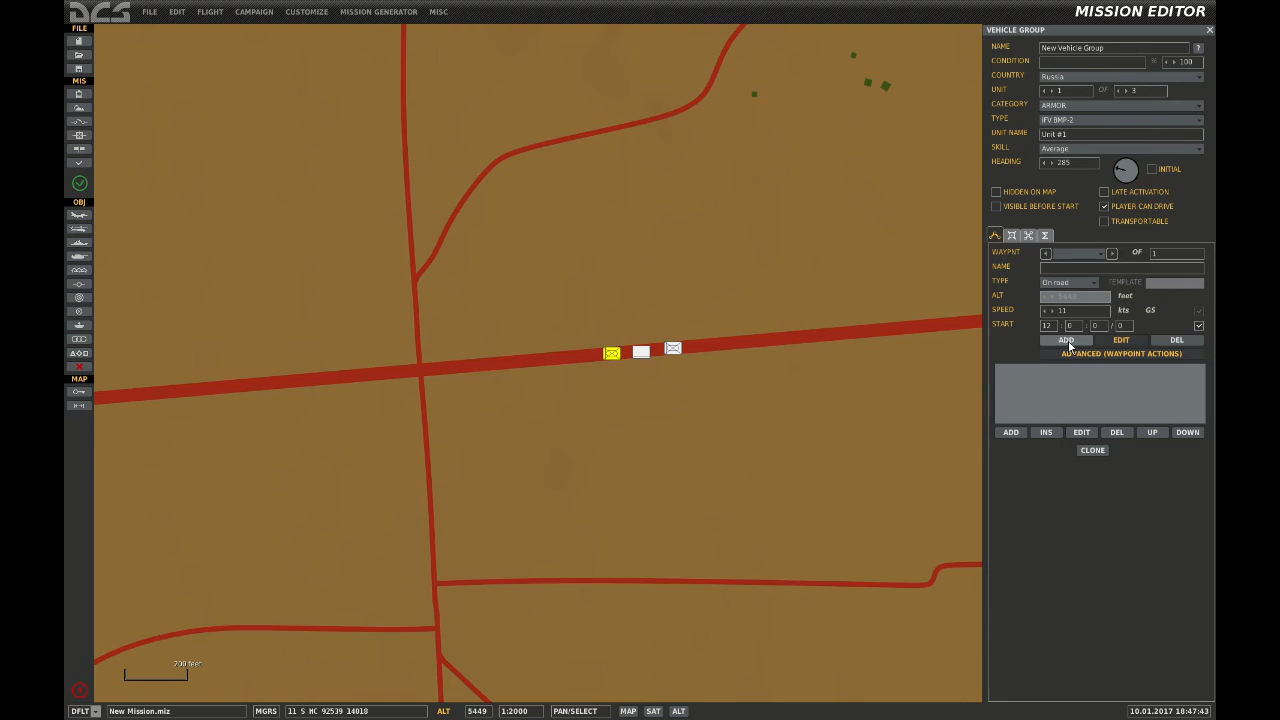 DCS
FILE EDIT FLIGHT CAMPAIGN CUSTOMIZE MISSION GENERATOR MISC
MISSION EDITOR
FILE
MIS
OBJ
MAP
VEHICLE GROUP
NAME New Vehicle Group ?
CONDITION % 100
COUNTRY Russia
UNIT 1 OF 3
CATEGORY ARMOR
TYPE IFV BMP-2
UNIT NAME Unit #1
SKILL Average
HEADING 285 INITIAL
HIDDEN ON MAP LATE ACTIVATION
VISIBLE BEFORE START PLAYER CAN DRIVE
TRANSPORTABLE
WAYPNT OF 1
NAME
TYPE On road TEMPLATE
ALT 5449 feet
SPEED 11 kts GS
START 12 : 0 : 0 / 0
ADD EDIT DEL
ADVANCED (WAYPOINT ACTIONS)
ADD INS EDIT DEL UP DOWN
CLONE
200 feet
DFLT New Mission.miz MGRS 11 S HC 92539 14018 ALT 5449 1:2000 PAN/SELECT MAP SAT ALT 10.01.2017 18:47:43